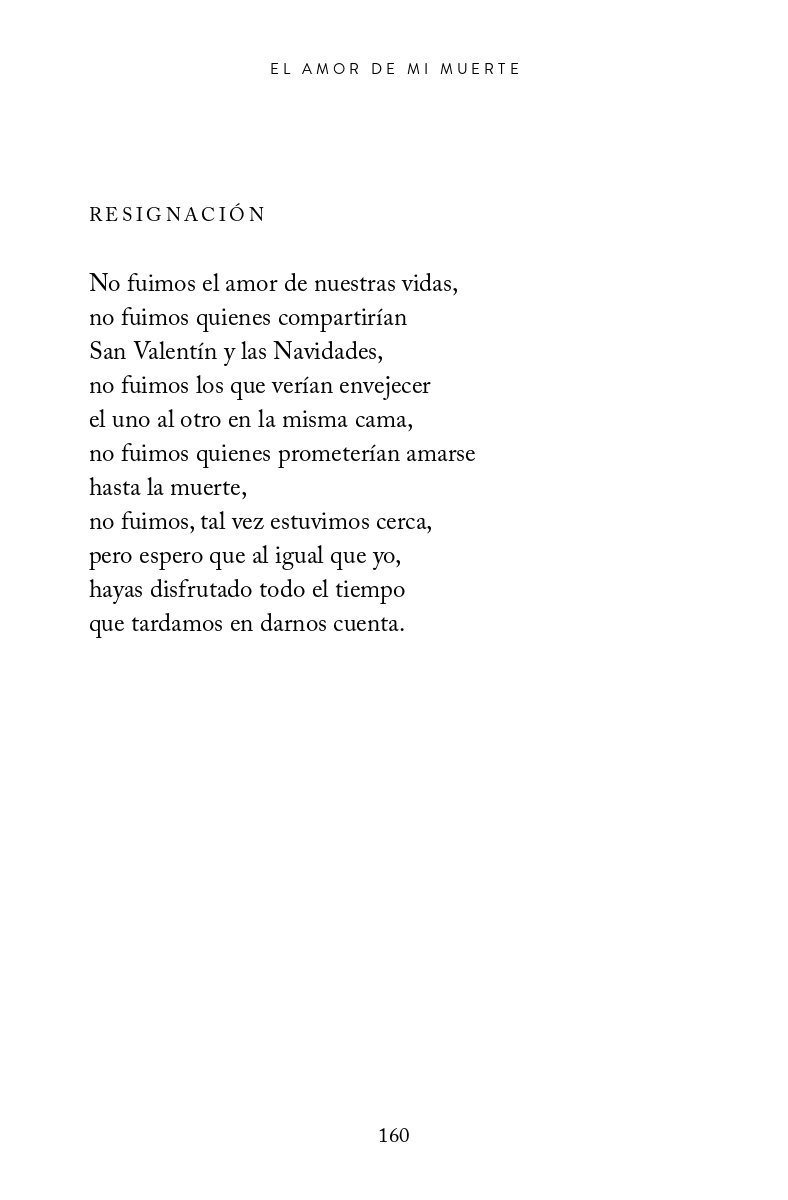 EL AMOR DE MI MUERTE
RESIGNACIÓN
No fuimos el amor de nuestras vidas,
no fuimos quienes compartirían
San Valentín y las Navidades,
no fuimos los que verían envejecer
el uno al otro en la misma cama,
no fuimos quienes prometerían amarse
hasta la muerte,
no fuimos, tal vez estuvimos cerca,
pero espero que al igual que yo,
hayas disfrutado todo el tiempo
que tardamos en darnos cuenta.
160